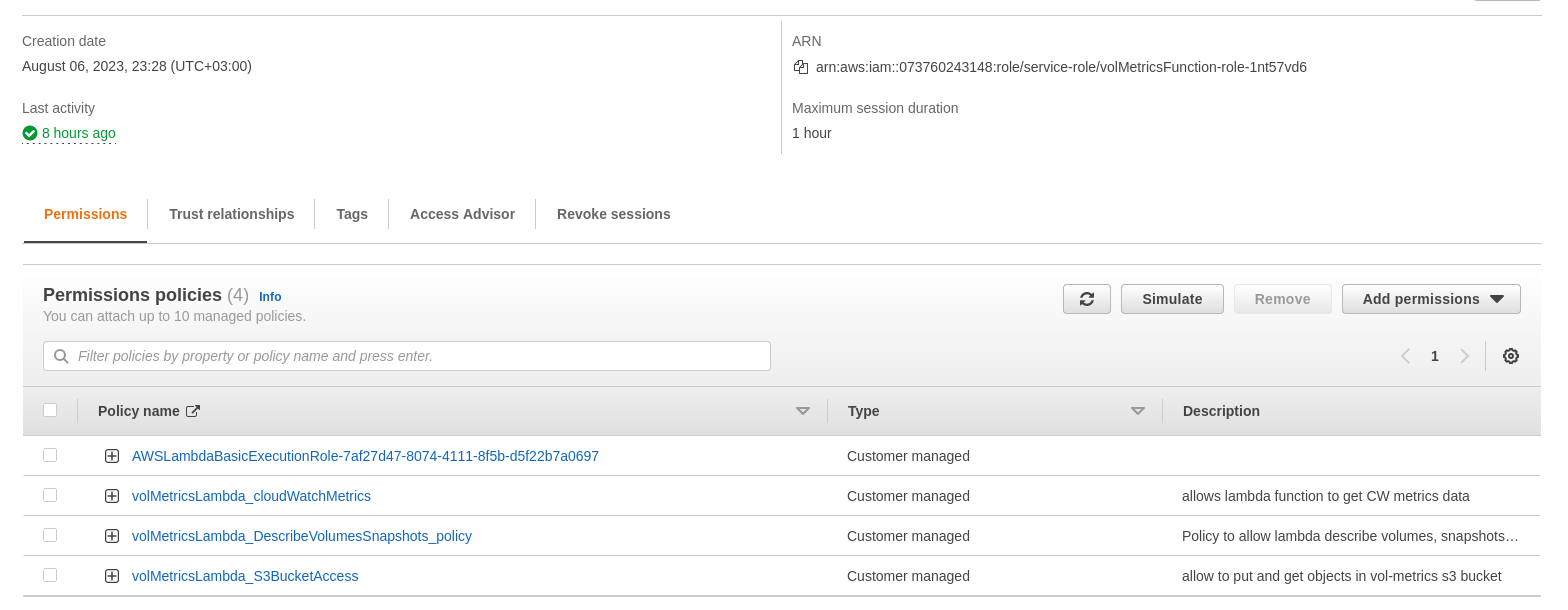 Creation date
August 06, 2023, 23:28 (UTC+03:00)
Last activity
8 hours ago
ARN
arn:aws:iam::073760243148:role/service-role/volMetricsFunction-role-1nt57vd6
Maximum session duration
1 hour
Permissions
Trust relationships
Tags
Access Advisor
Revoke sessions
Permissions policies (4) Info
You can attach up to 10 managed policies.
Simulate
Remove
Add permissions
Filter policies by property or policy name and press enter.
1
Policy name Type Description
AWSLambdaBasicExecutionRole-7af27d47-8074-4111-8f5b-d5f22b7a0697 Customer managed
volMetricsLambda_cloudWatchMetrics Customer managed allows lambda function to get CW metrics data
volMetricsLambda_DescribeVolumesSnapshots_policy Customer managed Policy to allow lambda describe volumes, snapshots…
volMetricsLambda_S3BucketAccess Customer managed allow to put and get objects in vol-metrics s3 bucket